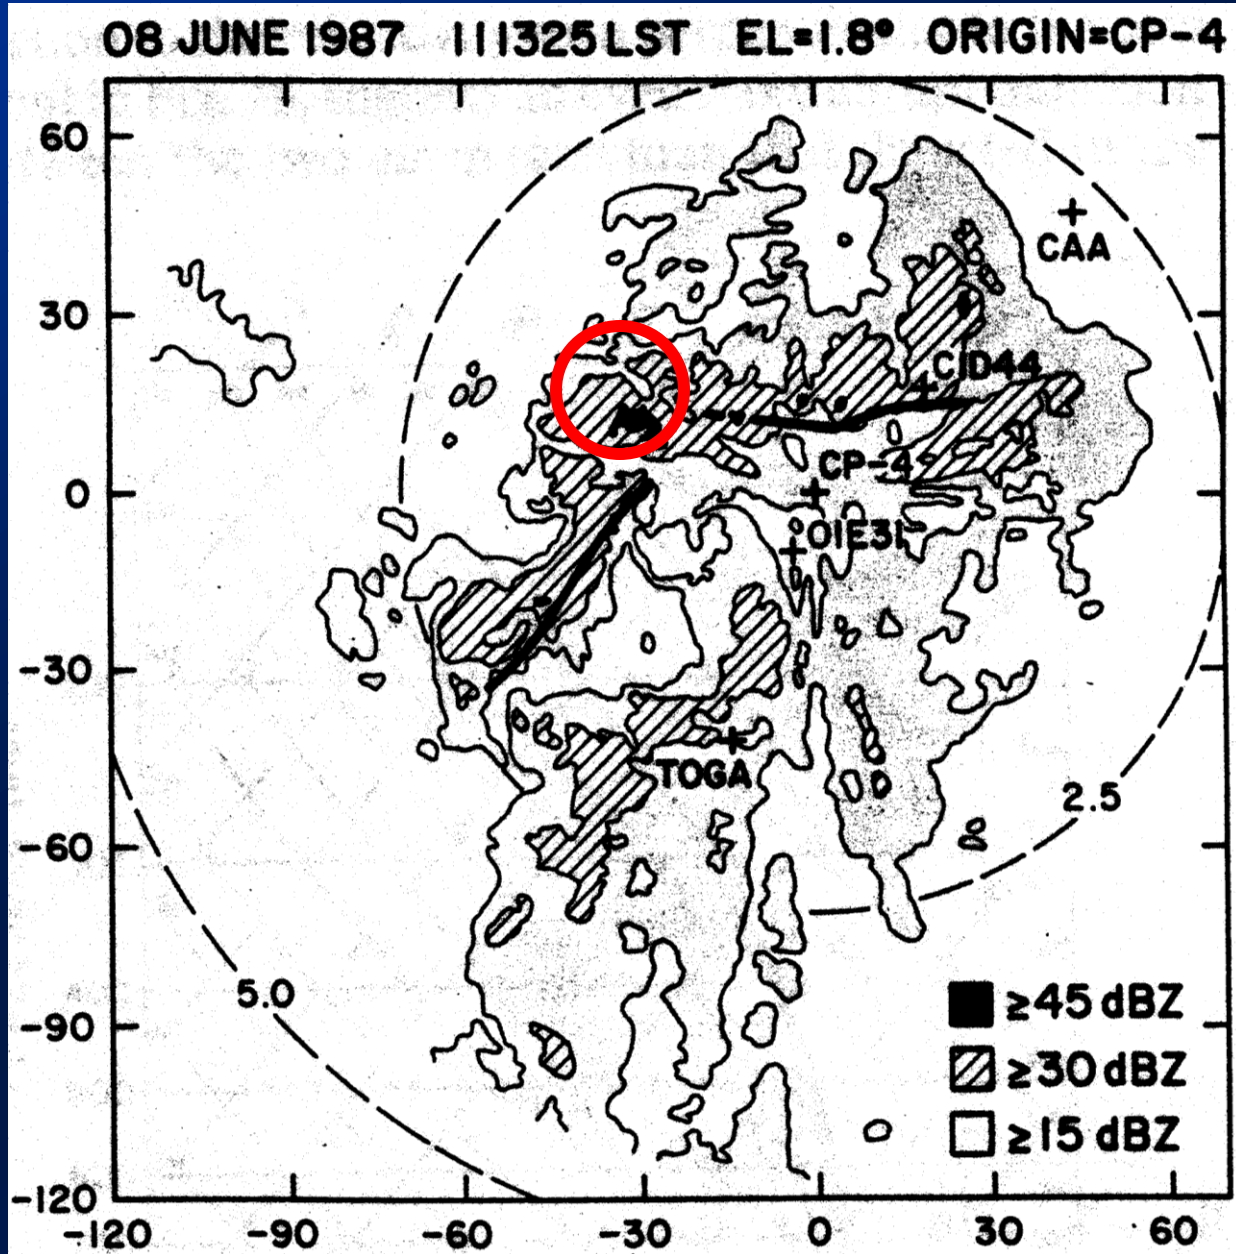 08 JUNE 1987 111325 LST EL=1.8° ORIGIN=CP-4
60
CAA
30
CID44
CP-4
0
OIE31
-30
TOGA
2.5
-60
5.0
≥45 dBZ
-90
≥30 dBZ
≥15 dBZ
-120
-120 -90 -60 -30 0 30 60